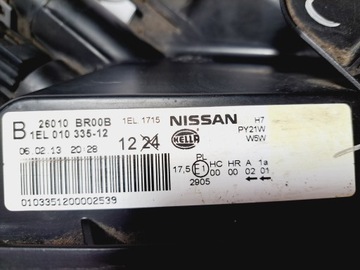 B 26010 BR00B 1EL 1715 NISSAN H7
1EL 010 335-12 PY21W
W5W
06.02.13 20:28 12 24 HELLA
PL HC HR A 1a
17,5 E1 00 00 02 01
2905
0103351200002539